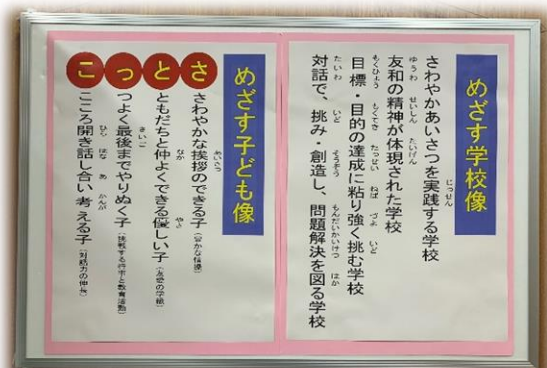 めざす学校像
さわやかあいさつを実践する学校
友和の精神が体現された学校
目標・目的の達成に粘り強く挑む学校
対話で、挑み・創造し、問題解決を図る学校
めざす子ども像
さわやかな挨拶のできる子
ともだちと仲よくできる優しい子
つよく最後までやりぬく子
こころ開き話し合い考える子
さとっこ